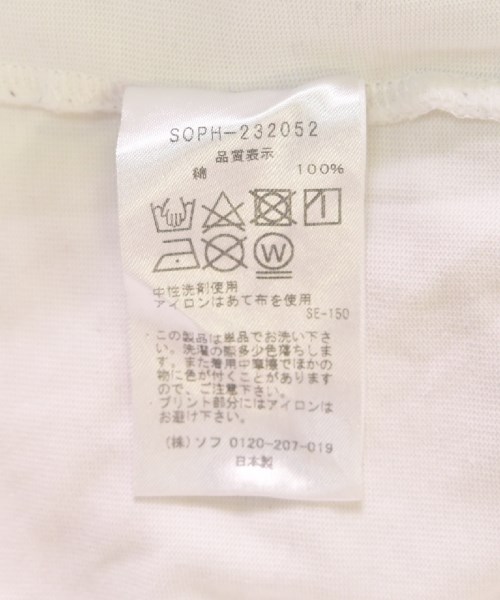 SOPH-232052
品質表示
綿 100%
W
中性洗剤使用
アイロンはあて布を使用
SE-150
・この製品は単品でお洗い下さ
い。洗濯の際多少色落ちしま
す。また着用中摩擦でほかの
物に色が付くことがあります
ので、ご注意下さい。
・プリント部分にはアイロンは
お避け下さい。
(株)ソフ 0120-207-019
日本製